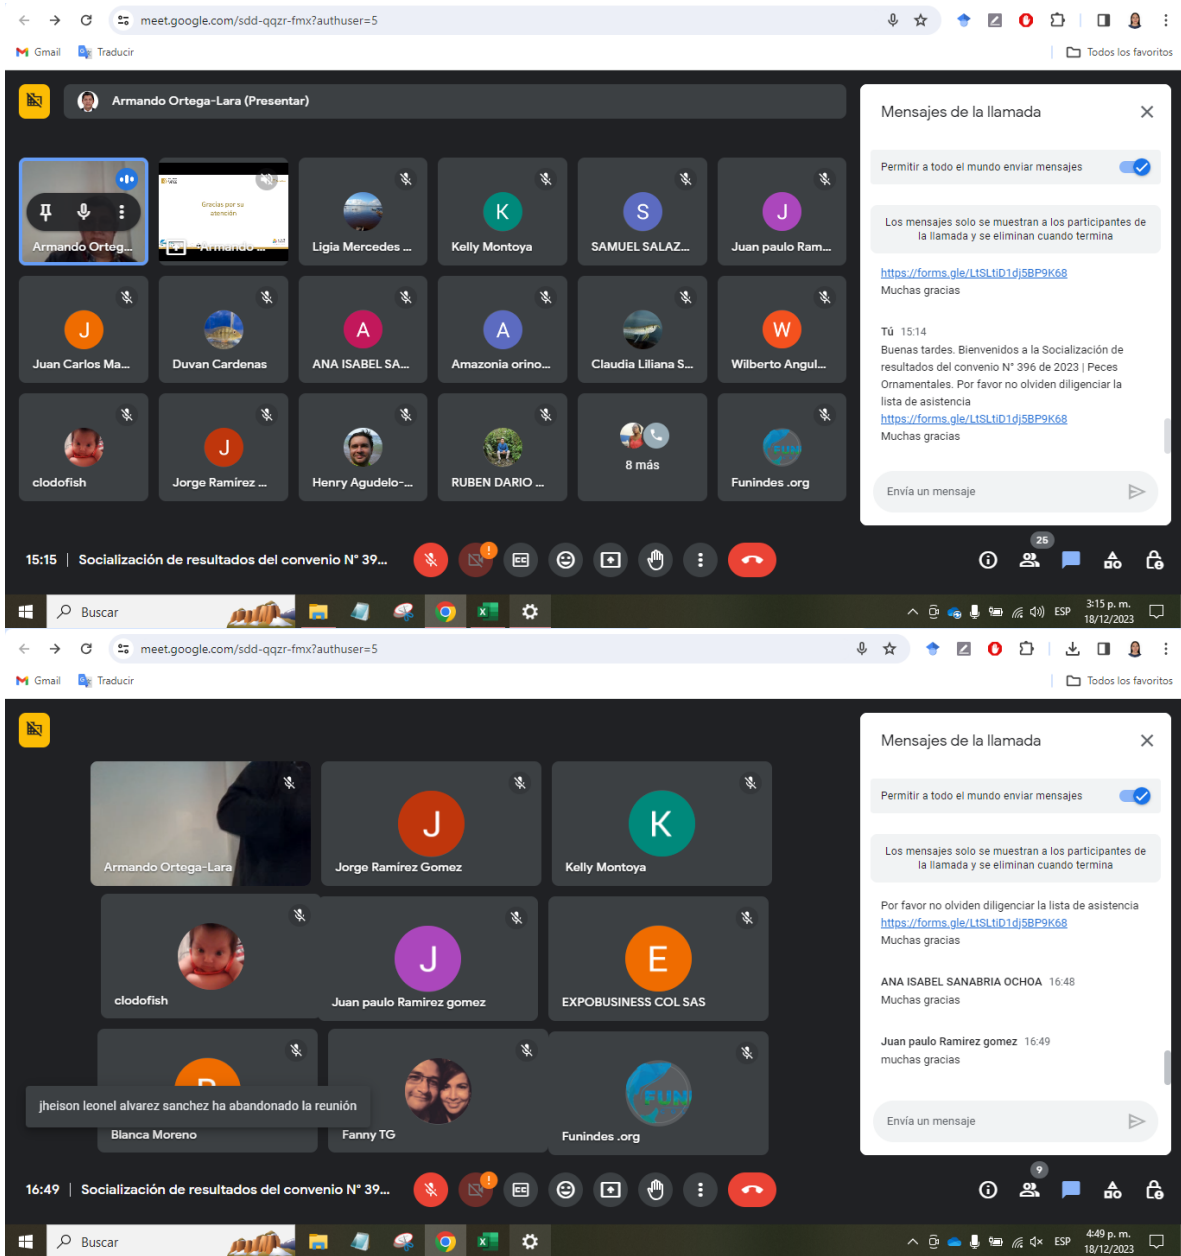 meet.google.com/sdd-qqzr-fmx?authuser=5
Gmail Traducir Todos los favoritos
Armando Ortega-Lara (Presentar)
Mensajes de la llamada
Permitir a todo el mundo enviar mensajes
Los mensajes solo se muestran a los participantes de
la llamada y se eliminan cuando termina
Gracias por su
atención
Armando Orteg...
Armando ...
Ligia Mercedes ...
K
Kelly Montoya
S
SAMUEL SALAZ...
J
Juan paulo Ram...
https://forms.gle/LtSLtiD1dj5BP9K68
Muchas gracias
J
Juan Carlos Ma...
Duvan Cardenas
A
ANA ISABEL SA...
A
Amazonia orino...
Claudia Liliana S...
W
Wilberto Angul...
Tú 15:14
Buenas tardes. Bienvenidos a la Socialización de
resultados del convenio N° 396 de 2023 | Peces
Ornamentales. Por favor no olviden diligenciar la
lista de asistencia
https://forms.gle/LtSLtiD1dj5BP9K68
Muchas gracias
clodofish
J
Jorge Ramírez ...
Henry Agudelo-...
RUBEN DARIO ...
8 más
FUN
Funindes .org
Envía un mensaje
15:15 | Socialización de resultados del convenio N° 39...
25
Buscar
ESP
3:15 p. m.
18/12/2023
meet.google.com/sdd-qqzr-fmx?authuser=5
Gmail Traducir Todos los favoritos
Mensajes de la llamada
Permitir a todo el mundo enviar mensajes
Los mensajes solo se muestran a los participantes de
la llamada y se eliminan cuando termina
Armando Ortega-Lara
J
Jorge Ramirez Gomez
K
Kelly Montoya
Por favor no olviden diligenciar la lista de asistencia
https://forms.gle/LtSLtiD1dj5BP9K68
Muchas gracias
clodofish
J
Juan paulo Ramirez gomez
E
EXPOBUSINESS COL SAS
ANA ISABEL SANABRIA OCHOA 16:48
Muchas gracias
Juan paulo Ramirez gomez 16:49
muchas gracias
jheison leonel alvarez sanchez ha abandonado la reunión
Blanca Moreno
Fanny TG
FUN
Funindes .org
Envía un mensaje
16:49 | Socialización de resultados del convenio N° 39...
9
Buscar
ESP
4:49 p. m.
18/12/2023